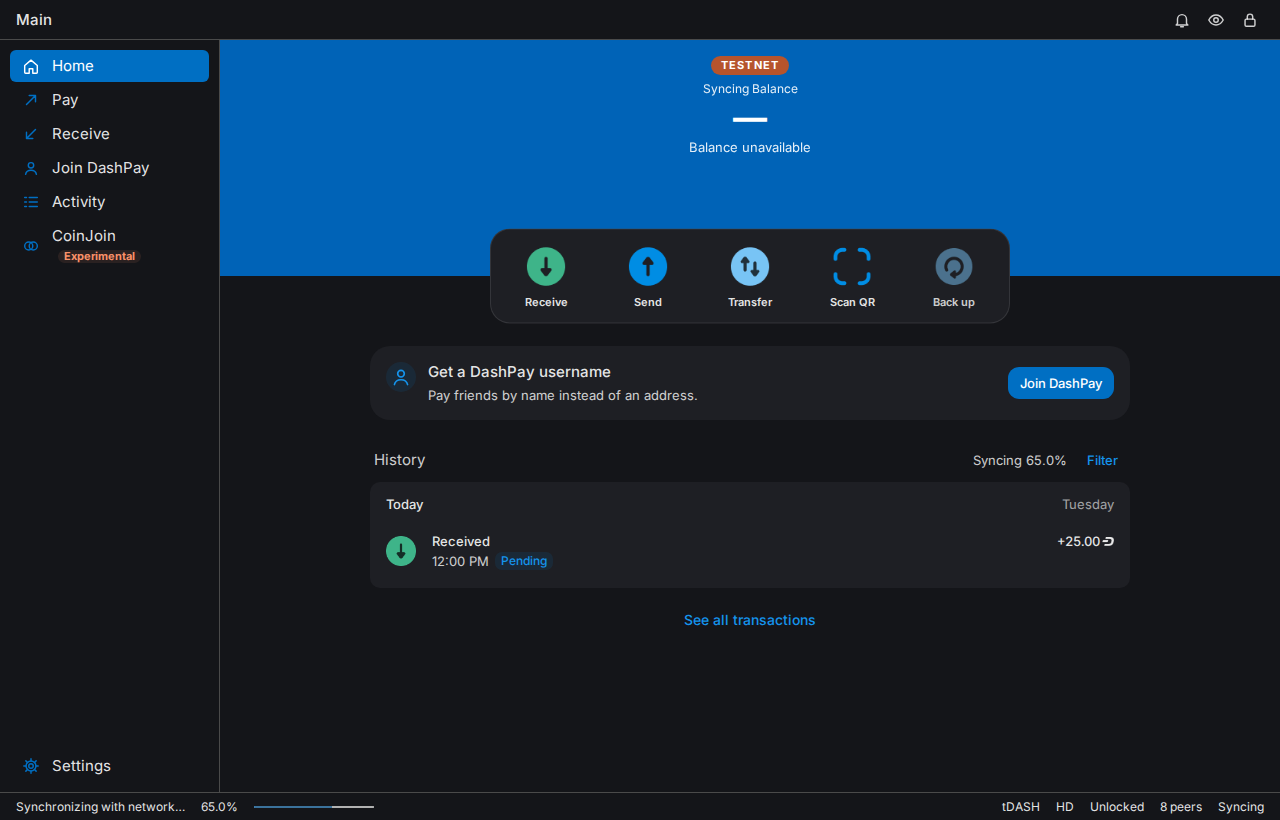 Main
Home
Pay
Receive
Join DashPay
Activity
CoinJoin
Experimental
Settings
TESTNET
Syncing Balance
—
Balance unavailable
Receive
Send
Transfer
Scan QR
Back up
Get a DashPay username
Pay friends by name instead of an address.
Join DashPay
History
Syncing 65.0%
Filter
Today
Tuesday
Received
+25.00
12:00 PM
Pending
See all transactions
Synchronizing with network...
65.0%
tDASH
HD
Unlocked
8 peers
Syncing